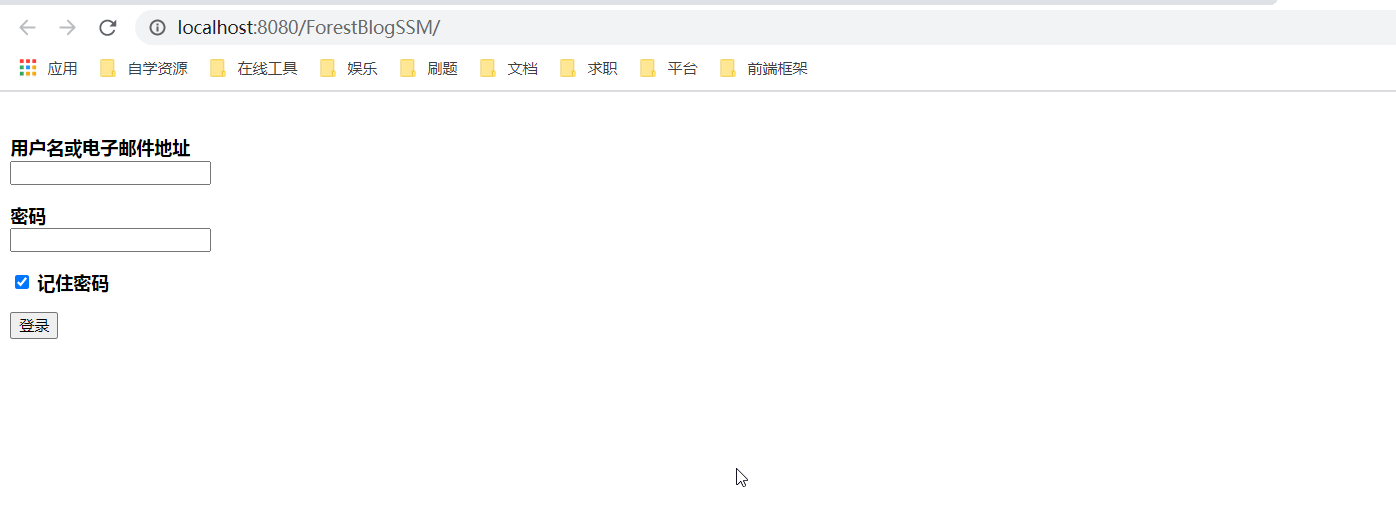 localhost:8080/ForestBlogSSM/
应用 自学资源 在线工具 娱乐 刷题 文档 求职 平台 前端框架
用户名或电子邮件地址
密码
记住密码
登录